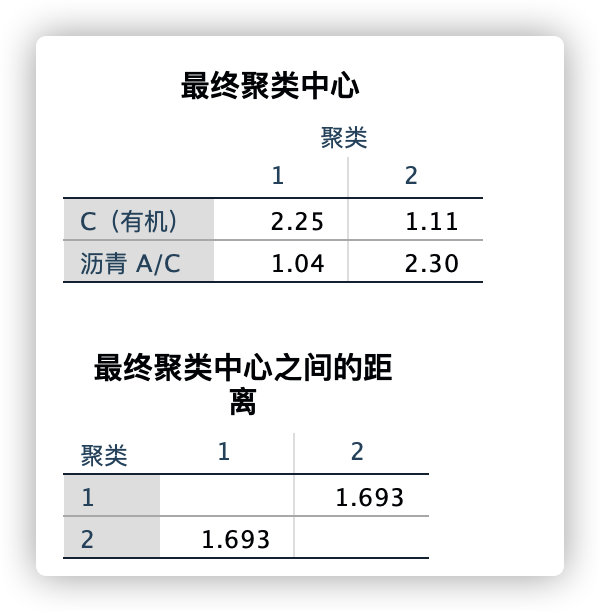 最终聚类中心
聚类
1 2
C（有机） 2.25 1.11
沥青 A/C 1.04 2.30
最终聚类中心之间的距
离
聚类 1 2
1 1.693
2 1.693